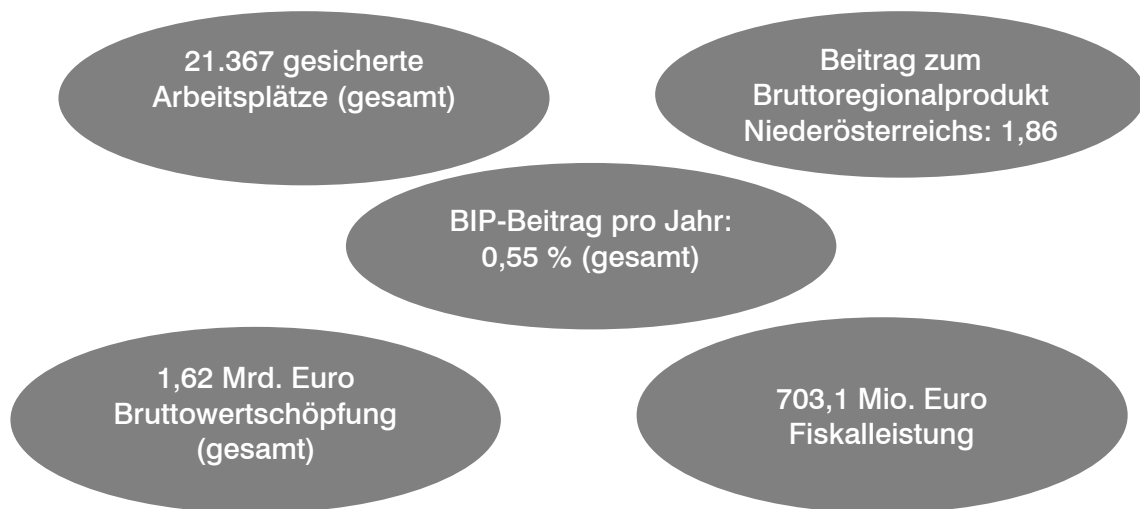 21.367 gesicherte
Arbeitsplätze (gesamt)
Beitrag zum
Bruttoregionalprodukt
Niederösterreichs: 1,86
BIP-Beitrag pro Jahr:
0,55 % (gesamt)
1,62 Mrd. Euro
Bruttowertschöpfung
(gesamt)
703,1 Mio. Euro
Fiskalleistung